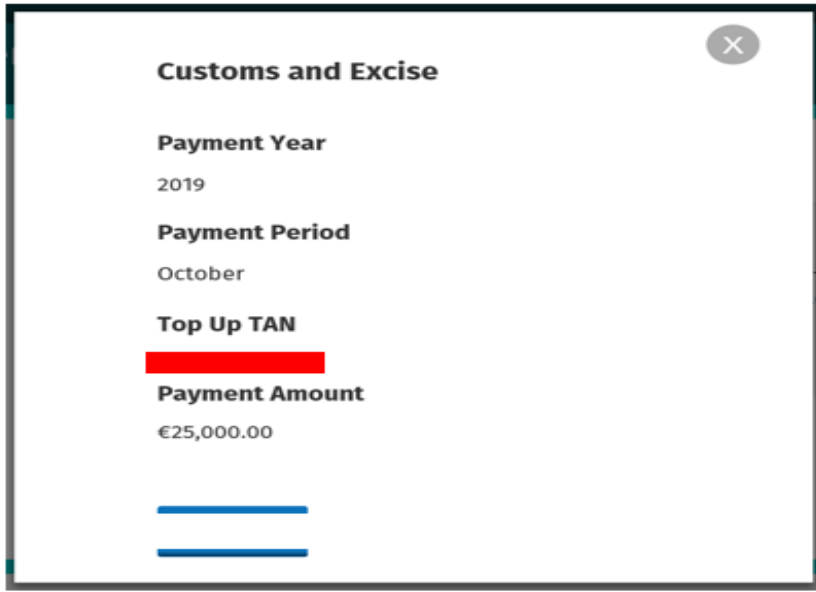 Customs and Excise
Payment Year
2019
Payment Period
October
Top Up TAN
Payment Amount
€25,000.00